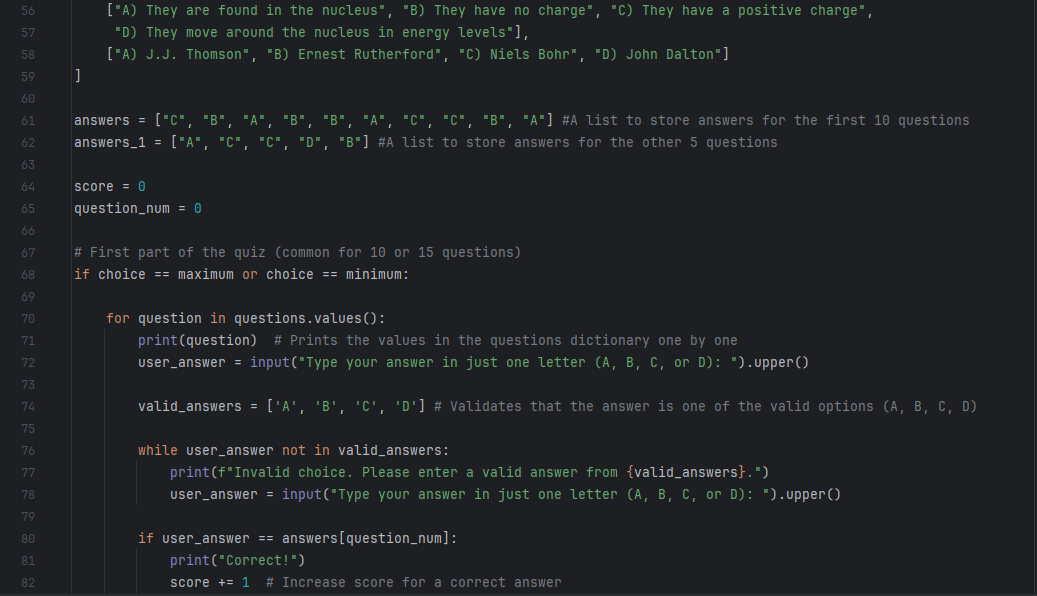 56 ["A) They are found in the nucleus", "B) They have no charge", "C) They have a positive charge",
57 "D) They move around the nucleus in energy levels"],
58 ["A) J.J. Thomson", "B) Ernest Rutherford", "C) Niels Bohr", "D) John Dalton"]
59 ]
60
61 answers = ["C", "B", "A", "B", "B", "A", "C", "C", "B", "A"] #A list to store answers for the first 10 questions
62 answers_1 = ["A", "C", "C", "D", "B"] #A list to store answers for the other 5 questions
63
64 score = 0
65 question_num = 0
66
67 # First part of the quiz (common for 10 or 15 questions)
68 if choice == maximum or choice == minimum:
69
70 for question in questions.values():
71 print(question)  # Prints the values in the questions dictionary one by one
72 user_answer = input("Type your answer in just one letter (A, B, C, or D): ").upper()
73
74 valid_answers = ['A', 'B', 'C', 'D'] # Validates that the answer is one of the valid options (A, B, C, D)
75
76 while user_answer not in valid_answers:
77 print(f"Invalid choice. Please enter a valid answer from {valid_answers}.")
78 user_answer = input("Type your answer in just one letter (A, B, C, or D): ").upper()
79
80 if user_answer == answers[question_num]:
81 print("Correct!")
82 score += 1  # Increase score for a correct answer